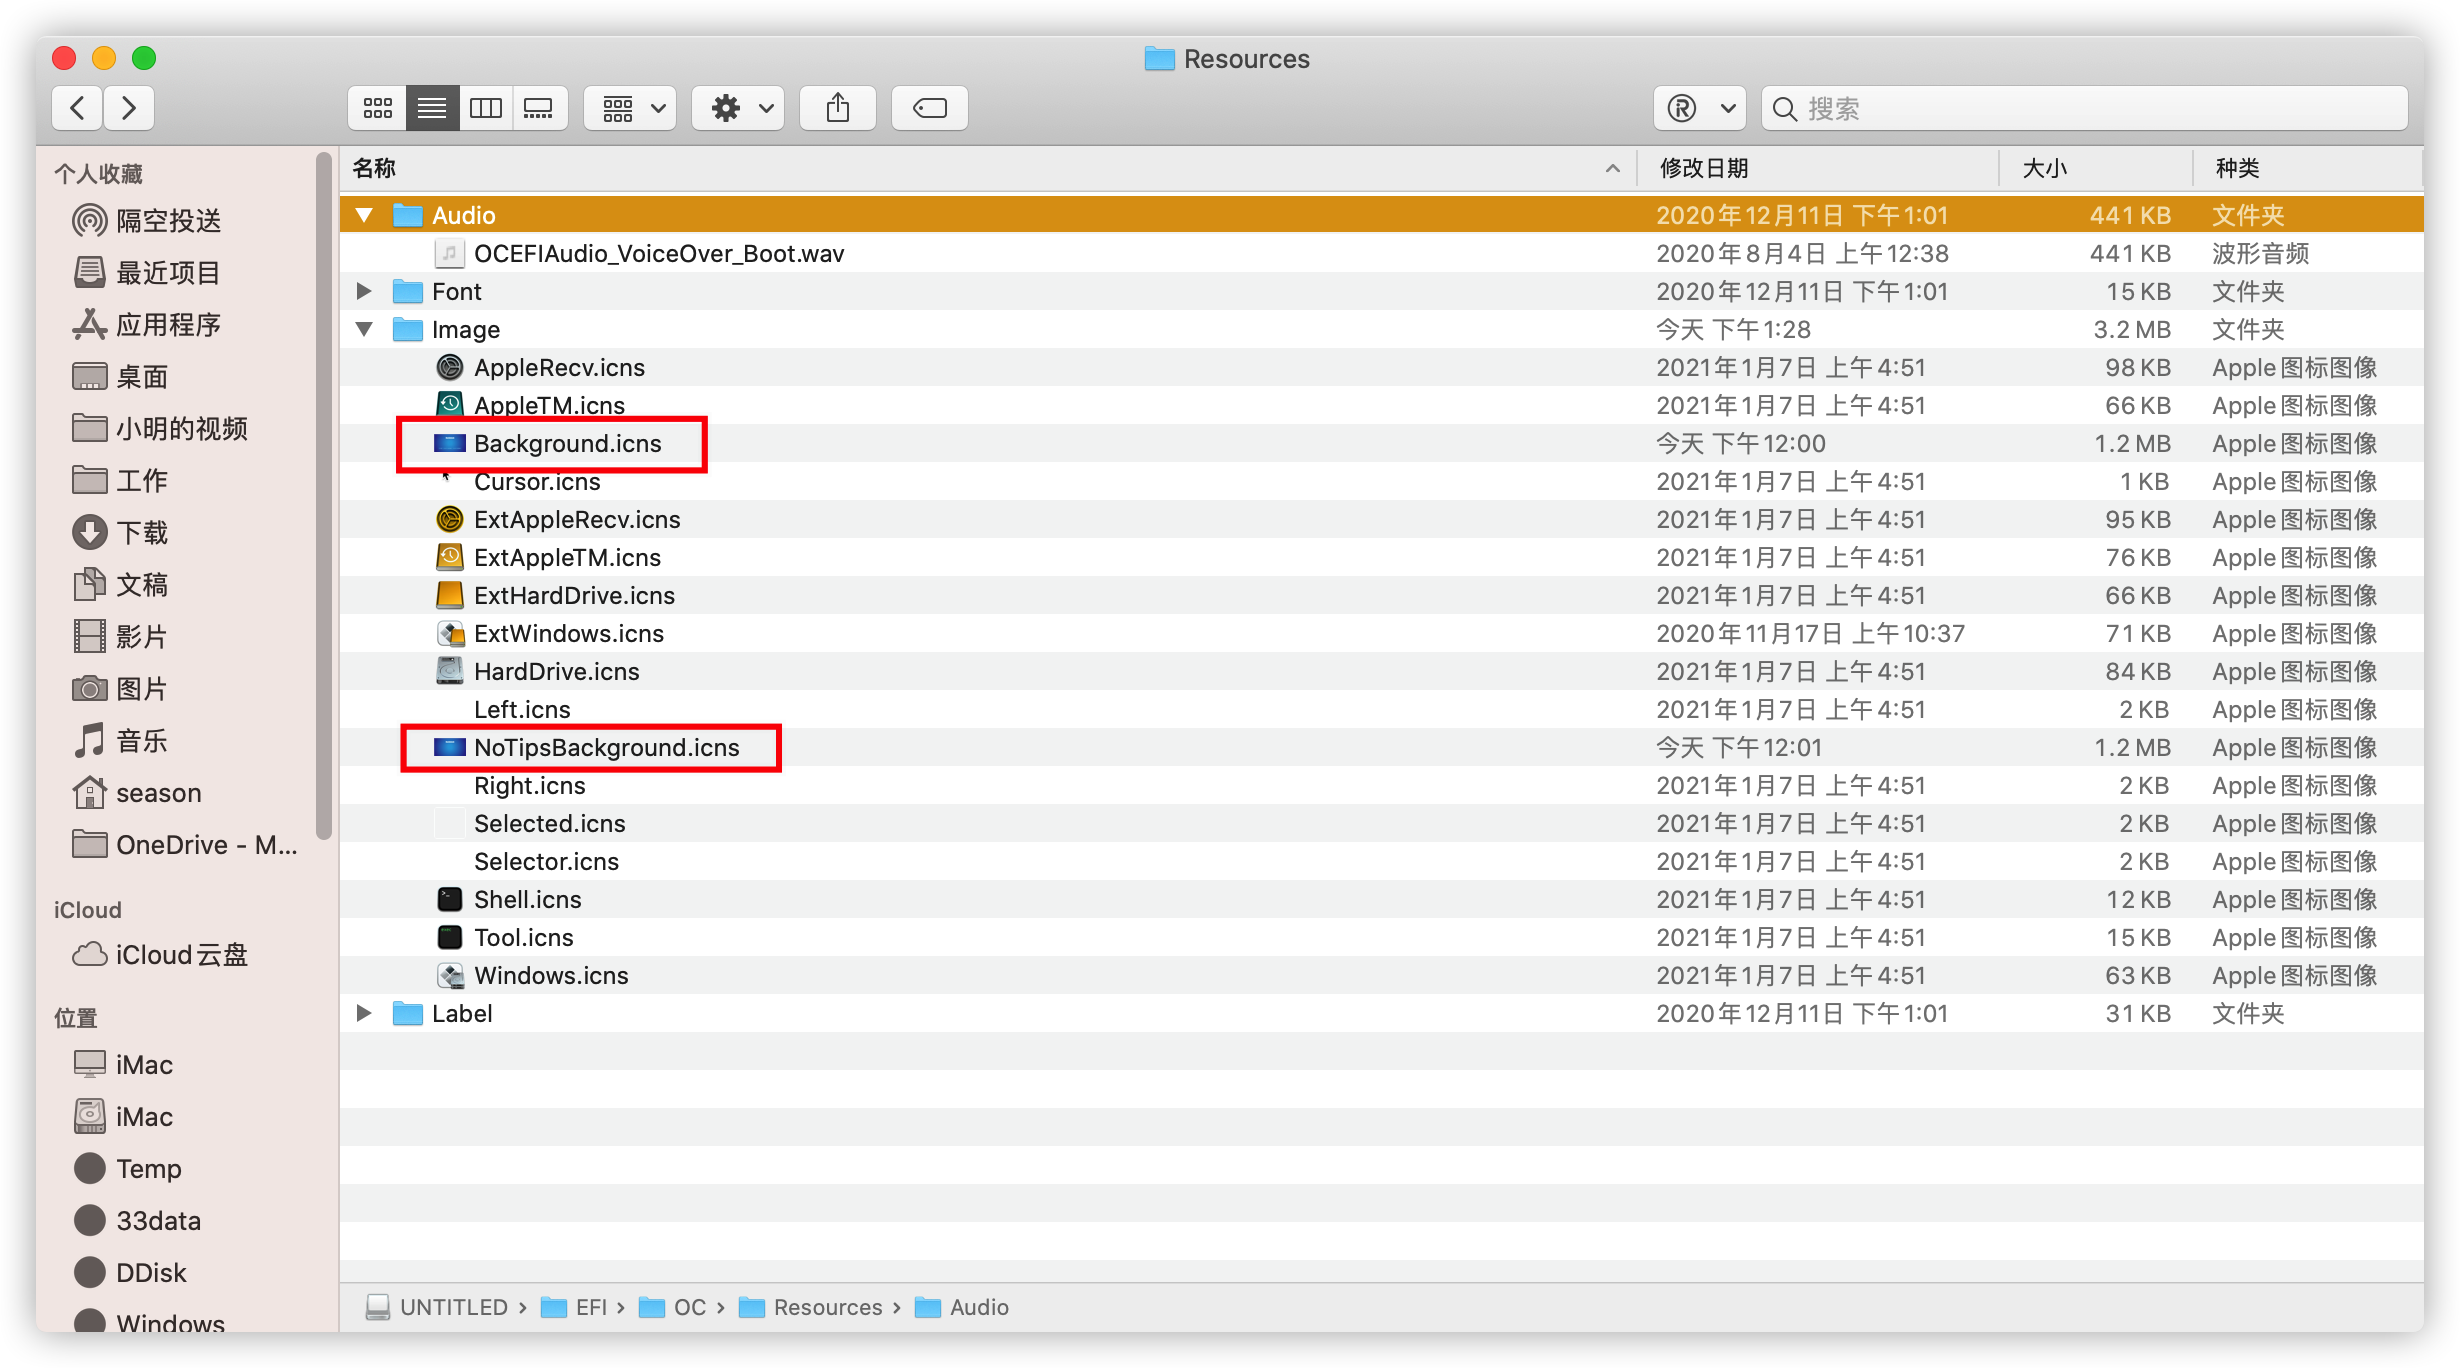 Resources
搜索
名称 修改日期 大小 种类
Audio 2020年12月11日 下午1:01 441 KB 文件夹
OCEFIAudio_VoiceOver_Boot.wav 2020年8月4日 上午12:38 441 KB 波形音频
Font 2020年12月11日 下午1:01 15 KB 文件夹
Image 今天 下午1:28 3.2 MB 文件夹
AppleRecv.icns 2021年1月7日 上午4:51 98 KB Apple图标图像
AppleTM.icns 2021年1月7日 上午4:51 66 KB Apple图标图像
Background.icns 今天 下午12:00 1.2 MB Apple图标图像
Cursor.icns 2021年1月7日 上午4:51 1 KB Apple图标图像
ExtAppleRecv.icns 2021年1月7日 上午4:51 95 KB Apple图标图像
ExtAppleTM.icns 2021年1月7日 上午4:51 76 KB Apple图标图像
ExtHardDrive.icns 2021年1月7日 上午4:51 66 KB Apple图标图像
ExtWindows.icns 2020年11月17日 上午10:37 71 KB Apple图标图像
HardDrive.icns 2021年1月7日 上午4:51 84 KB Apple图标图像
Left.icns 2021年1月7日 上午4:51 2 KB Apple图标图像
NoTipsBackground.icns 今天 下午12:01 1.2 MB Apple图标图像
Right.icns 2021年1月7日 上午4:51 2 KB Apple图标图像
Selected.icns 2021年1月7日 上午4:51 2 KB Apple图标图像
Selector.icns 2021年1月7日 上午4:51 2 KB Apple图标图像
Shell.icns 2021年1月7日 上午4:51 12 KB Apple图标图像
Tool.icns 2021年1月7日 上午4:51 15 KB Apple图标图像
Windows.icns 2021年1月7日 上午4:51 63 KB Apple图标图像
Label 2020年12月11日 下午1:01 31 KB 文件夹
个人收藏
隔空投送
最近项目
应用程序
桌面
小明的视频
工作
下载
文稿
影片
图片
音乐
season
OneDrive - M...
iCloud
iCloud云盘
位置
iMac
iMac
Temp
33data
DDisk
Windows
UNTITLED › EFI › OC › Resources › Audio